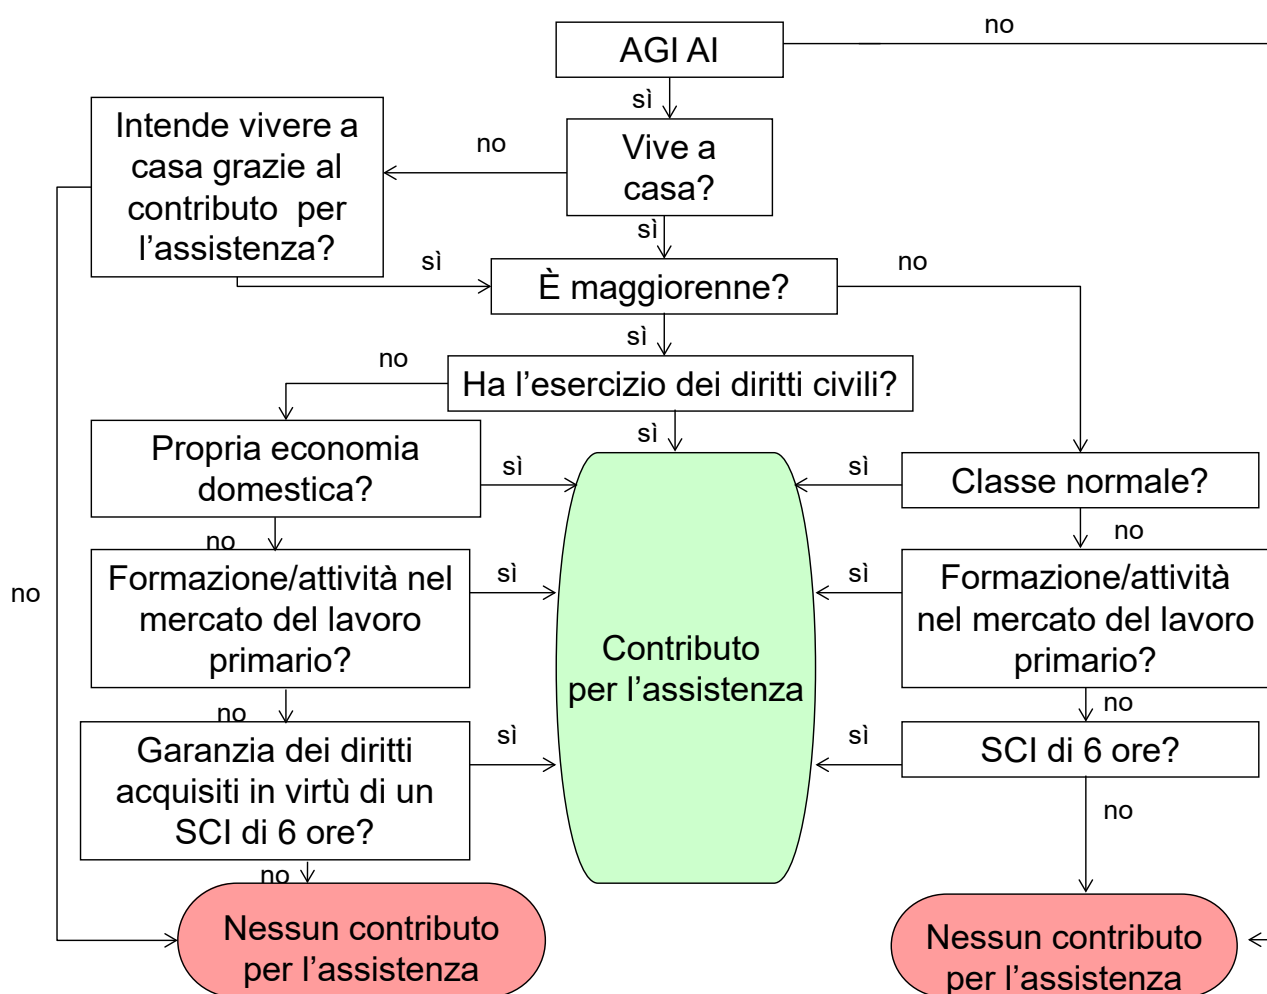 no
AGI AI
sì
Intende vivere a
casa grazie al
contributo per
l’assistenza?
no
Vive a
casa?
sì
sì
È maggiorenne?
no
sì
no
Ha l’esercizio dei diritti civili?
sì
Propria economia
domestica?
sì
sì
Classe normale?
no
no
Formazione/attività nel
mercato del lavoro
primario?
sì
Contributo
per l’assistenza
sì
Formazione/attività
nel mercato del lavoro
primario?
no
no
no
Garanzia dei diritti
acquisiti in virtù di un
SCI di 6 ore?
sì
sì
SCI di 6 ore?
no
no
Nessun contributo
per l’assistenza
Nessun contributo
per l’assistenza